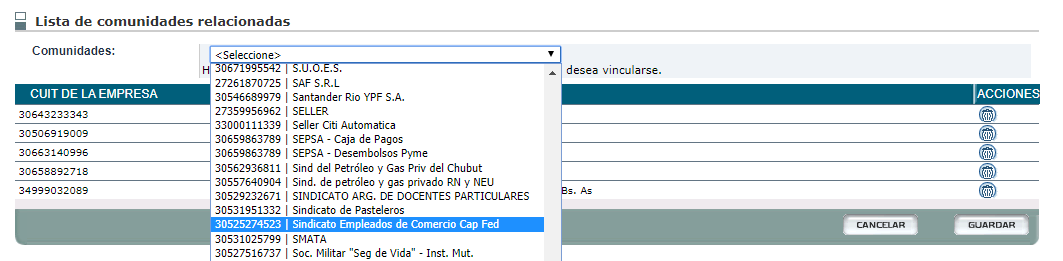 Lista de comunidades relacionadas
Comunidades:
<Seleccione>
H
desea vincularse.
30671995542 | S.U.O.E.S.
27261870725 | SAF S.R.L
30546689979 | Santander Rio YPF S.A.
27359956962 | SELLER
33000111339 | Seller Citi Automatica
30659863789 | SEPSA - Caja de Pagos
30659863789 | SEPSA - Desembolsos Pyme
30562936811 | Sind del Petróleo y Gas Priv del Chubut
30557640904 | Sind. de petróleo y gas privado RN y NEU
30529232671 | SINDICATO ARG. DE DOCENTES PARTICULARES
30531951332 | Sindicato de Pasteleros
30525274523 | Sindicato Empleados de Comercio Cap Fed
30531025799 | SMATA
30527516737 | Soc. Militar "Seg de Vida" - Inst. Mut.
CUIT DE LA EMPRESA
ACCIONES
30643233343
30506919009
30663140996
30658892718
34999032089
Bs. As
CANCELAR
GUARDAR